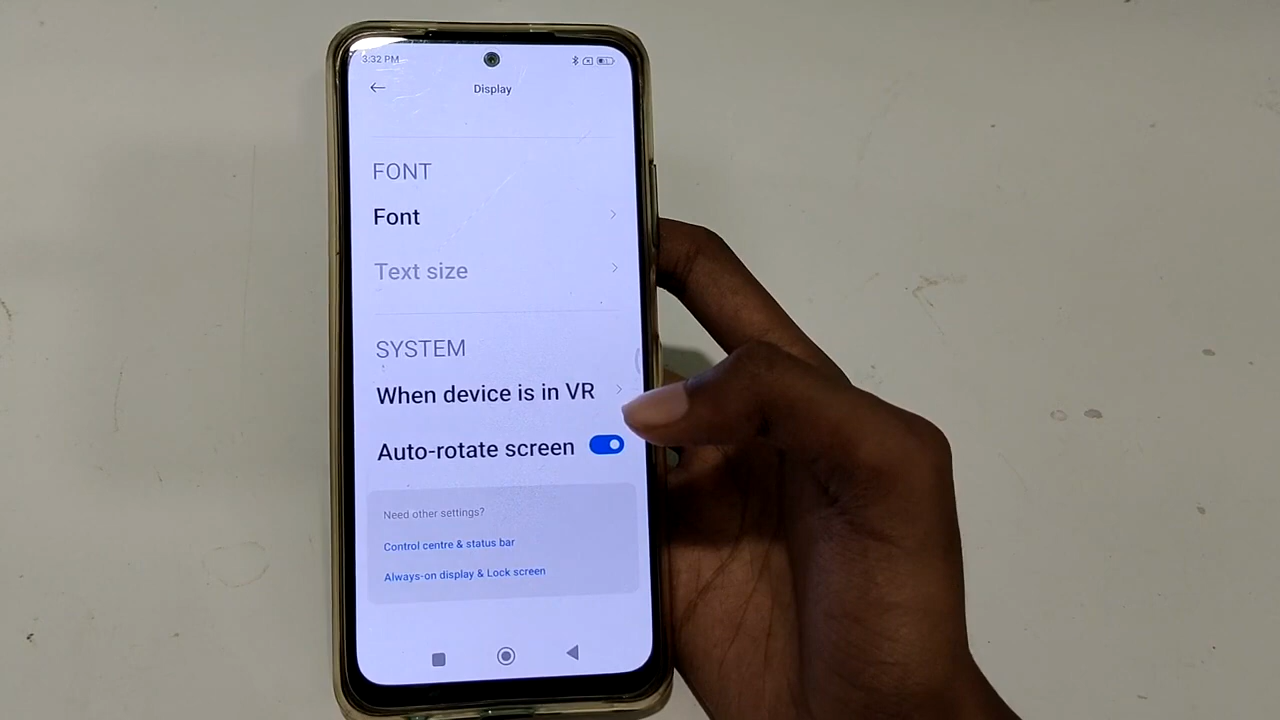 3:32 PM
Display
FONT
Font
Text size
SYSTEM
When device is in VR
Auto-rotate screen
Need other settings?
Control centre & status bar
Always-on display & Lock screen